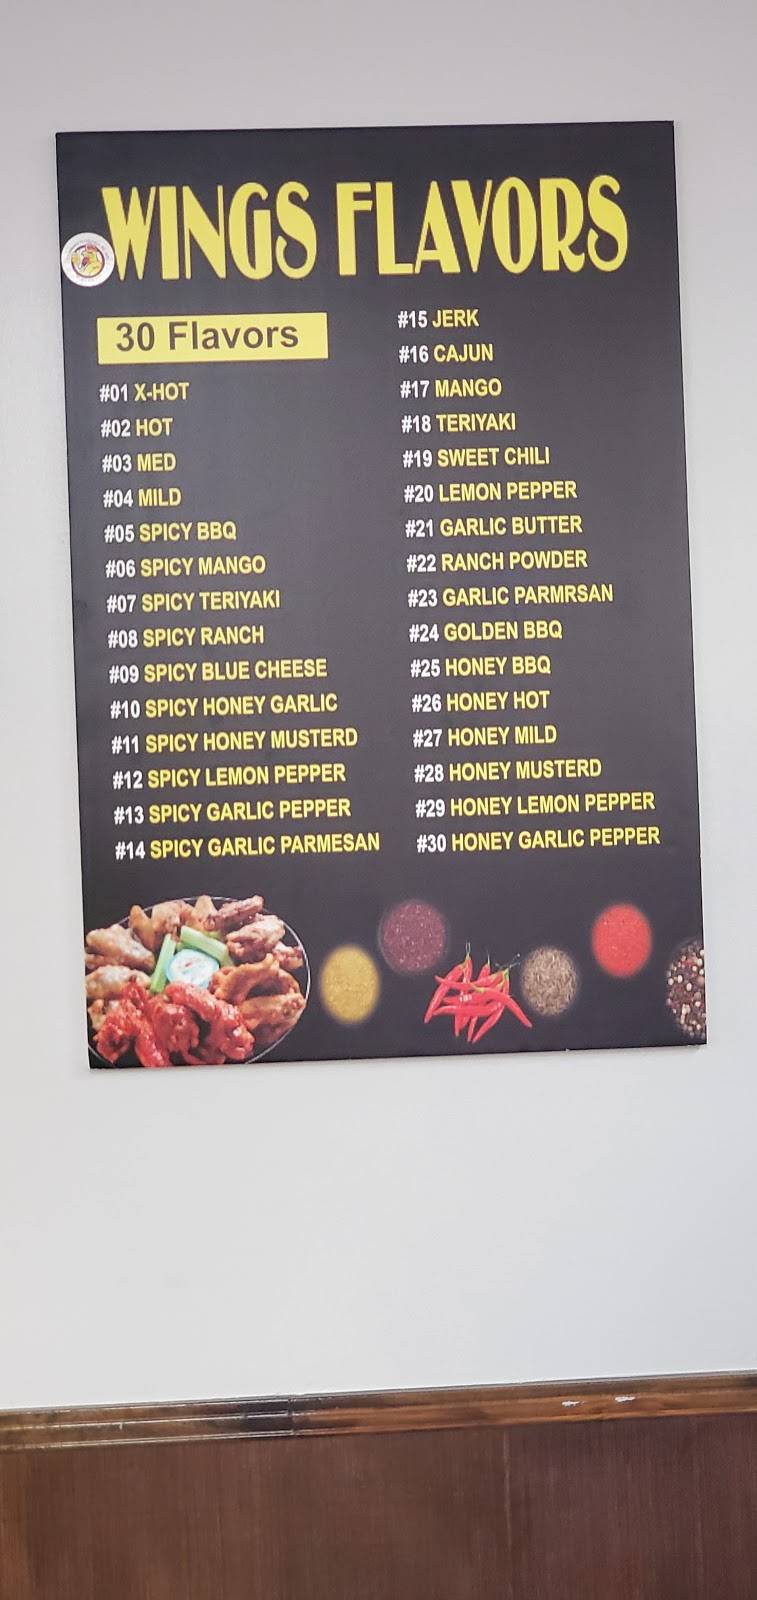 WINGS FLAVORS
30 Flavors
#01 X-HOT
#02 HOT
#03 MED
#04 MILD
#05 SPICY BBQ
#06 SPICY MANGO
#07 SPICY TERIYAKI
#08 SPICY RANCH
#09 SPICY BLUE CHEESE
#10 SPICY HONEY GARLIC
#11 SPICY HONEY MUSTERD
#12 SPICY LEMON PEPPER
#13 SPICY GARLIC PEPPER
#14 SPICY GARLIC PARMESAN
#15 JERK
#16 CAJUN
#17 MANGO
#18 TERIYAKI
#19 SWEET CHILI
#20 LEMON PEPPER
#21 GARLIC BUTTER
#22 RANCH POWDER
#23 GARLIC PARMRSAN
#24 GOLDEN BBQ
#25 HONEY BBQ
#26 HONEY HOT
#27 HONEY MILD
#28 HONEY MUSTERD
#29 HONEY LEMON PEPPER
#30 HONEY GARLIC PEPPER